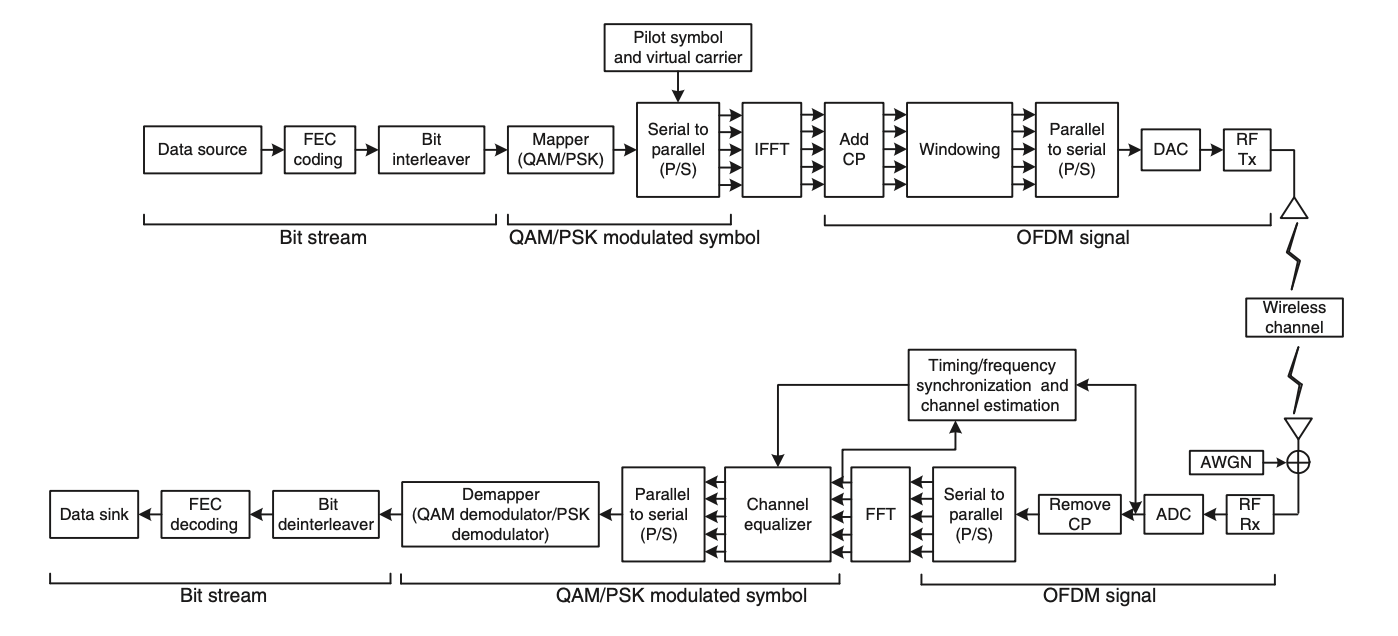 Pilot symbol
and virtual carrier
Data source
FEC
coding
Bit
interleaver
Mapper
(QAM/PSK)
Serial to
parallel
(P/S)
IFFT
Add
CP
Windowing
Parallel
to serial
(P/S)
DAC
RF
Tx
Bit stream
QAM/PSK modulated symbol
OFDM signal
Wireless
channel
Timing/frequency
synchronization and
channel estimation
AWGN
Data sink
FEC
decoding
Bit
deinterleaver
Demapper
(QAM demodulator/PSK
demodulator)
Parallel
to serial
(P/S)
Channel
equalizer
FFT
Serial to
parallel
(P/S)
Remove
CP
ADC
RF
Rx
Bit stream
QAM/PSK modulated symbol
OFDM signal